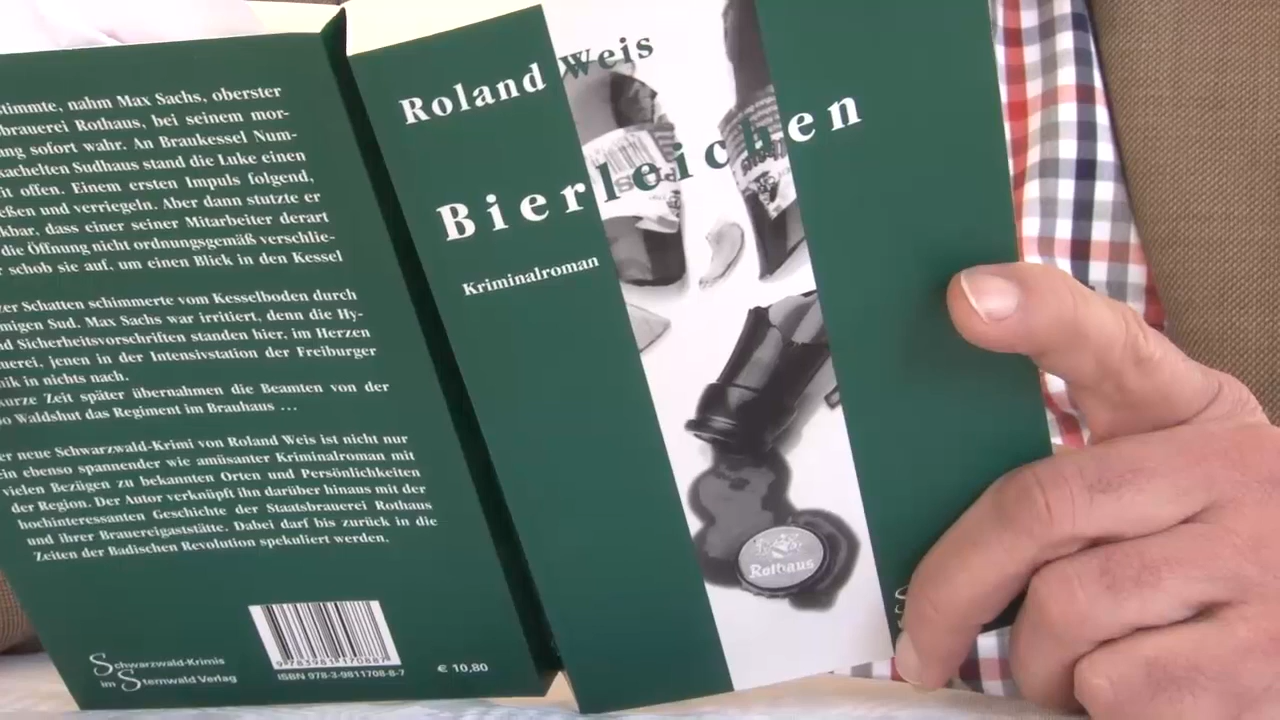 stimmte, nahm Max Sachs, oberster
brauerei Rothaus, bei seinem mor-
ang sofort wahr. An Braukessel Num-
kachelten Sudhaus stand die Luke einen
it offen. Einem ersten Impuls folgend,
eßen und verriegeln. Aber dann stutzte er
kbar, dass einer seiner Mitarbeiter derart
die Öffnung nicht ordnungsgemäß verschlie-
r schob sie auf, um einen Blick in den Kessel
zer Schatten schimmerte vom Kesselboden durch
migen Sud. Max Sachs war irritiert, denn die Hy-
nd Sicherheitsvorschriften standen hier, im Herzen
uerei, jenen in der Intensivstation der Freiburger
nik in nichts nach.
kurze Zeit später übernahmen die Beamten von der
po Waldshut das Regiment im Brauhaus …
er neue Schwarzwald-Krimi von Roland Weis ist nicht nur
ein ebenso spannender wie amüsanter Kriminalroman mit
vielen Bezügen zu bekannten Orten und Persönlichkeiten
der Region. Der Autor verknüpft ihn darüber hinaus mit der
hochinteressanten Geschichte der Staatsbrauerei Rothaus
und ihrer Brauereigaststätte. Dabei darf bis zurück in die
Zeiten der Badischen Revolution spekuliert werden.
Schwarzwald-Krimis
im Sternwald Verlag
9783981170887
ISBN 978-3-9811708-8-7
€ 10,80
Roland Weis
Bierleichen
Kriminalroman
Rothaus